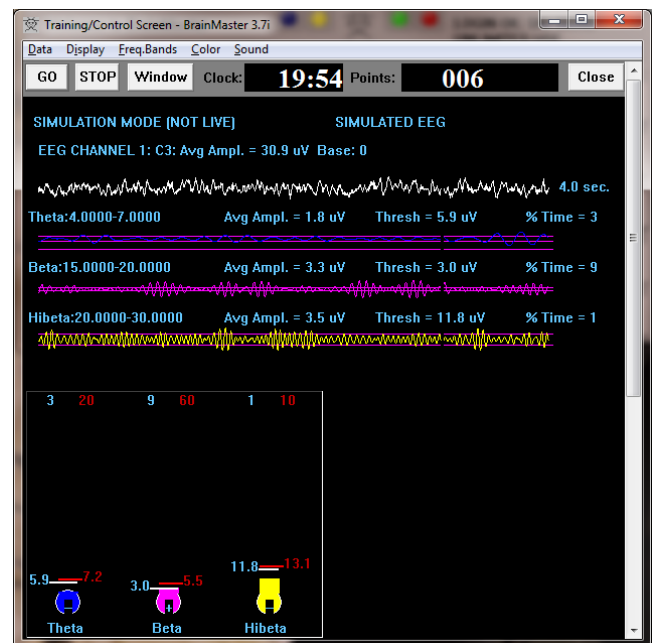 Training/Control Screen - BrainMaster 3.7i
Data Display Freq.Bands Color Sound
GO STOP Window Clock: 19:54 Points: 006 Close
SIMULATION MODE (NOT LIVE) SIMULATED EEG
EEG CHANNEL 1: C3: Avg Ampl. = 30.9 uV Base: 0
4.0 sec.
Theta:4.0000-7.0000 Avg Ampl. = 1.8 uV Thresh = 5.9 uV % Time = 3
Beta:15.0000-20.0000 Avg Ampl. = 3.3 uV Thresh = 3.0 uV % Time = 9
Hibeta:20.0000-30.0000 Avg Ampl. = 3.5 uV Thresh = 11.8 uV % Time = 1
3 20 9 60 1 10
5.9 7.2 3.0 5.5 11.8 13.1
Theta Beta Hibeta